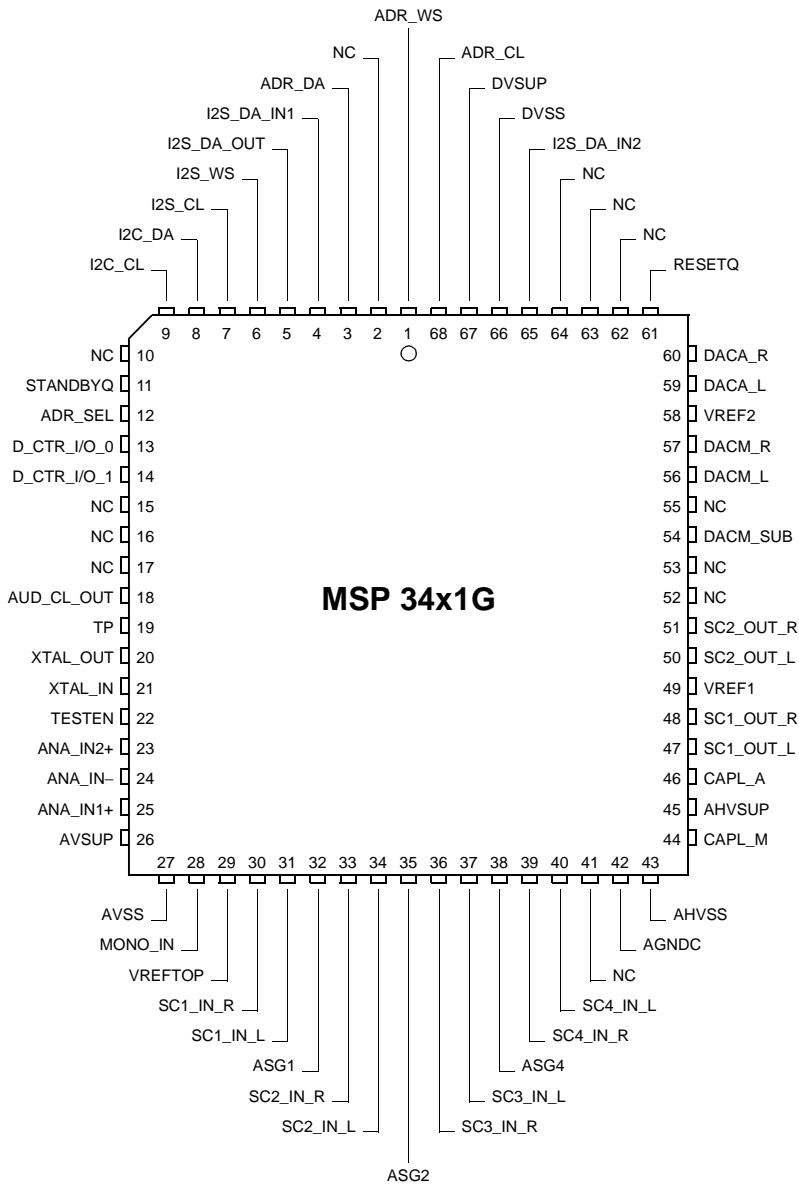 ADR_WS
NC ADR_CL
ADR_DA DVSUP
I2S_DA_IN1 DVSS
I2S_DA_OUT I2S_DA_IN2
I2S_WS NC
I2S_CL NC
I2C_DA NC
I2C_CL RESETQ
9 8 7 6 5 4 3 2 1 68 67 66 65 64 63 62 61
NC 10 60 DACA_R
STANDBYQ 11 59 DACA_L
ADR_SEL 12 58 VREF2
D_CTR_I/O_0 13 57 DACM_R
D_CTR_I/O_1 14 56 DACM_L
NC 15 55 NC
NC 16 54 DACM_SUB
NC 17 53 NC
MSP 34x1G
AUD_CL_OUT 18 52 NC
TP 19 51 SC2_OUT_R
XTAL_OUT 20 50 SC2_OUT_L
XTAL_IN 21 49 VREF1
TESTEN 22 48 SC1_OUT_R
ANA_IN2+ 23 47 SC1_OUT_L
ANA_IN− 24 46 CAPL_A
ANA_IN1+ 25 45 AHVSUP
AVSUP 26 44 CAPL_M
27 28 29 30 31 32 33 34 35 36 37 38 39 40 41 42 43
AVSS AHVSS
MONO_IN AGNDC
VREFTOP NC
SC1_IN_R SC4_IN_L
SC1_IN_L SC4_IN_R
ASG1 ASG4
SC2_IN_R SC3_IN_L
SC2_IN_L SC3_IN_R
ASG2